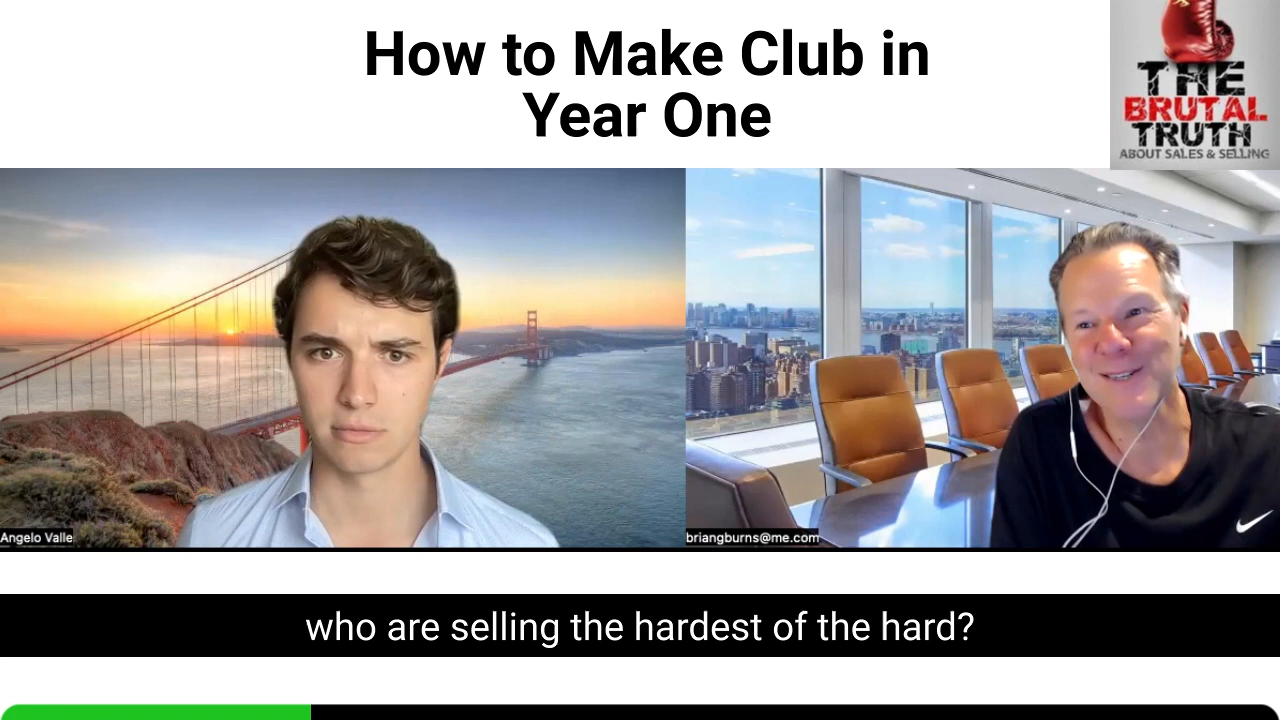 How to Make Club in
Year One
THE
BRUTAL
TRUTH
ABOUT SALES & SELLING
Angelo Valle
briangburns@me.com
who are selling the hardest of the hard?